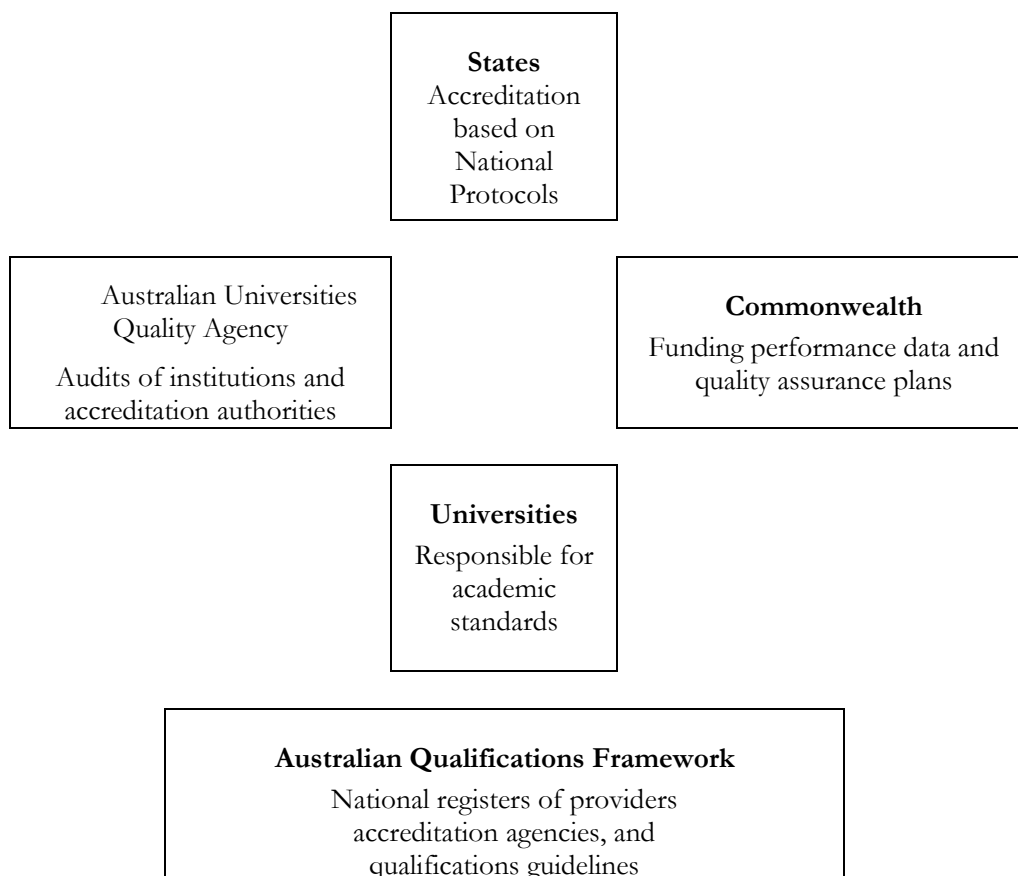 States
Accreditation
based on
National
Protocols
Australian Universities
Quality Agency
Audits of institutions and
accreditation authorities
Commonwealth
Funding performance data and
quality assurance plans
Universities
Responsible for
academic
standards
Australian Qualifications Framework
National registers of providers
accreditation agencies, and
qualifications guidelines